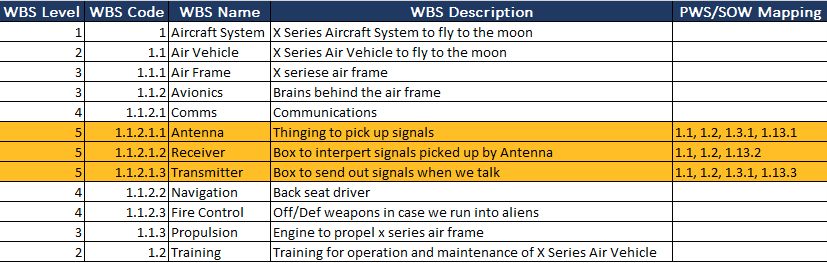 WBS Level WBS Code WBS Name WBS Description PWS/SOW Mapping
1 1 Aircraft System X Series Aircraft System to fly to the moon
2 1.1 Air Vehicle X Series Air Vehicle to fly to the moon
3 1.1.1 Air Frame X seriese air frame
3 1.1.2 Avionics Brains behind the air frame
4 1.1.2.1 Comms Communications
5 1.1.2.1.1 Antenna Thinging to pick up signals 1.1, 1.2, 1.3.1, 1.13.1
5 1.1.2.1.2 Receiver Box to interpert signals picked up by Antenna 1.1, 1.2, 1.13.2
5 1.1.2.1.3 Transmitter Box to send out signals when we talk 1.1, 1.2, 1.3.1, 1.13.3
4 1.1.2.2 Navigation Back seat driver
4 1.1.2.3 Fire Control Off/Def weapons in case we run into aliens
3 1.1.3 Propulsion Engine to propel x series air frame
2 1.2 Training Training for operation and maintenance of X Series Air Vehicle